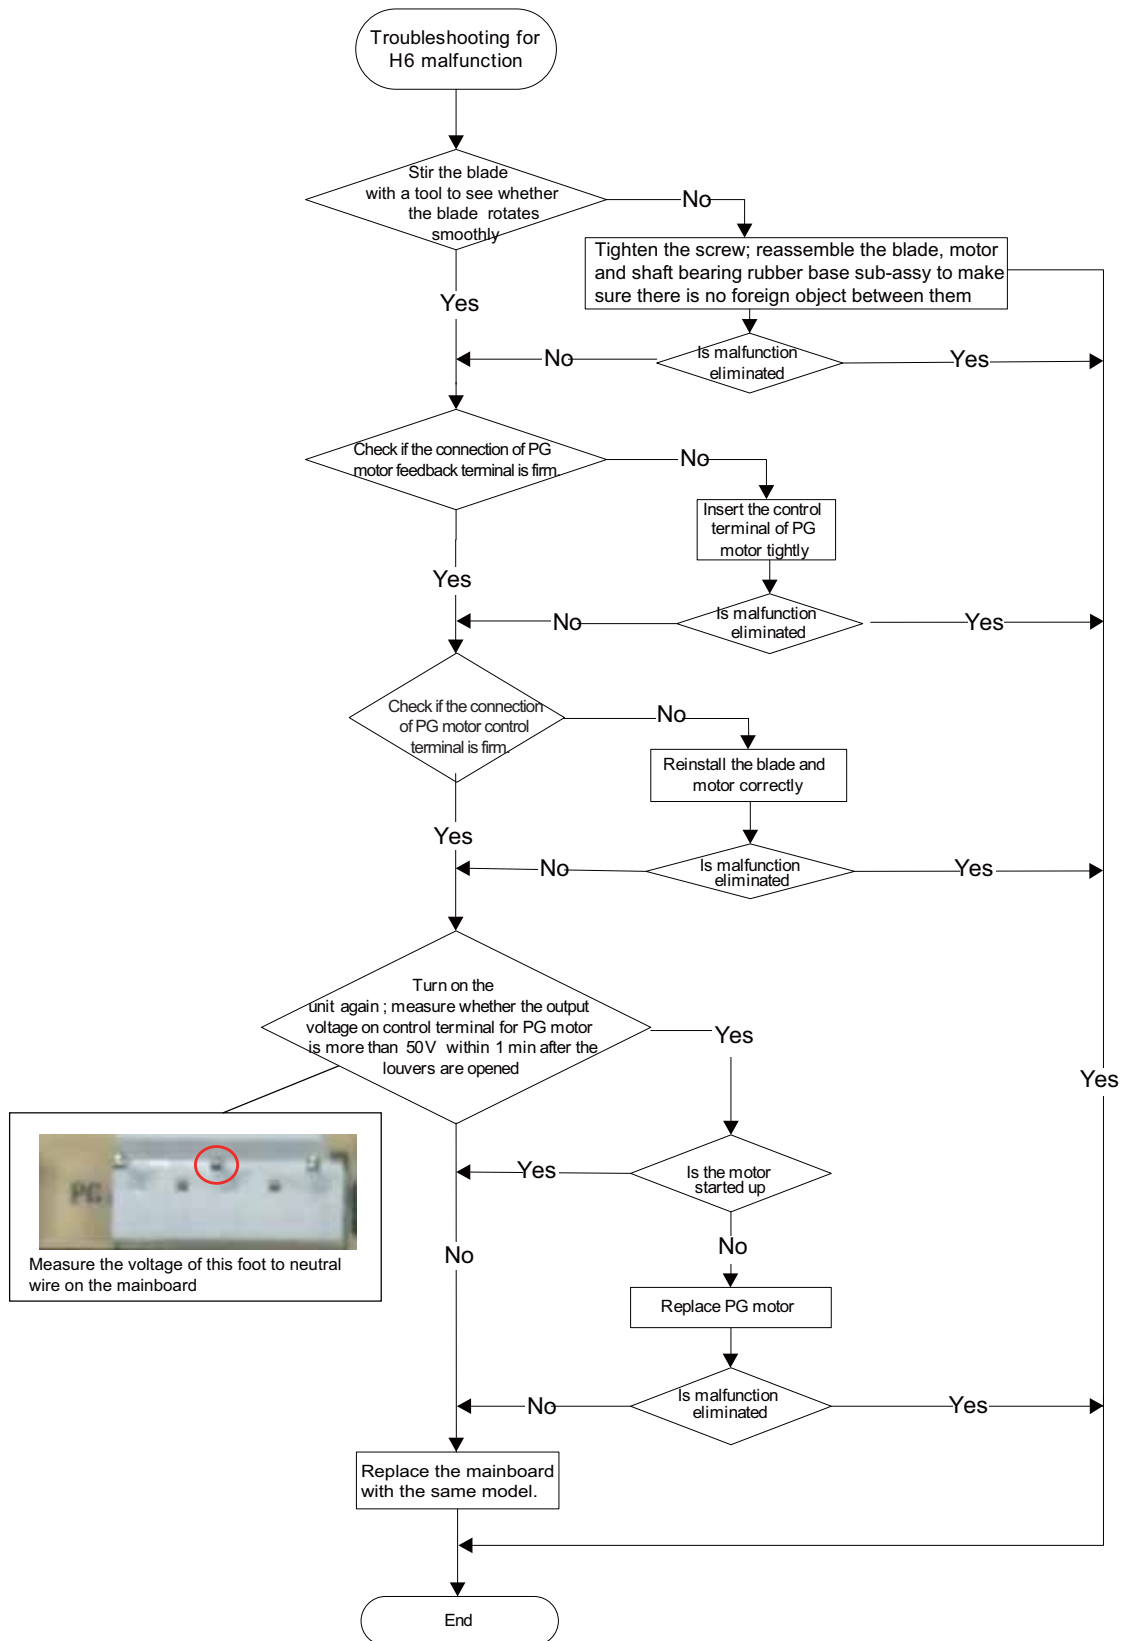 Troubleshooting for
H6 malfunction
Stir the blade
with a tool to see whether
the blade rotates
smoothly
No
Tighten the screw; reassemble the blade, motor
and shaft bearing rubber base sub-assy to make
sure there is no foreign object between them
Yes
Is malfunction
eliminated
No
Yes
Check if the connection of PG
motor feedback terminal is firm.
No
Insert the control
terminal of PG
motor tightly
Yes
Is malfunction
eliminated
No
Yes
Check if the connection
of PG motor control
terminal is firm.
No
Reinstall the blade and
motor correctly
Yes
Is malfunction
eliminated
No
Yes
Turn on the
unit again ; measure whether the output
voltage on control terminal for PG motor
is more than 50V within 1 min after the
louvers are opened
Yes
Yes
PG
Measure the voltage of this foot to neutral
wire on the mainboard
Is the motor
started up
Yes
No
No
Replace PG motor
Is malfunction
eliminated
No
Yes
Replace the mainboard
with the same model.
End